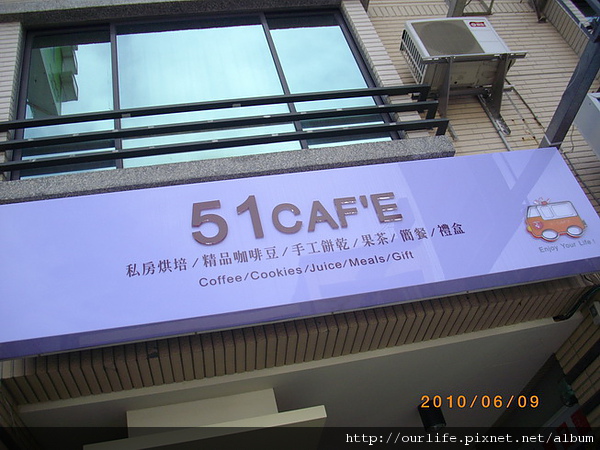 51CAF'E
私房烘培/精品咖啡豆/手工餅乾/果茶/簡餐/禮盒
Coffee/Cookies/Juice/Meals/Gift
Enjoy Your Life!
2010/06/09
http://ourlife.pixnet.net/album